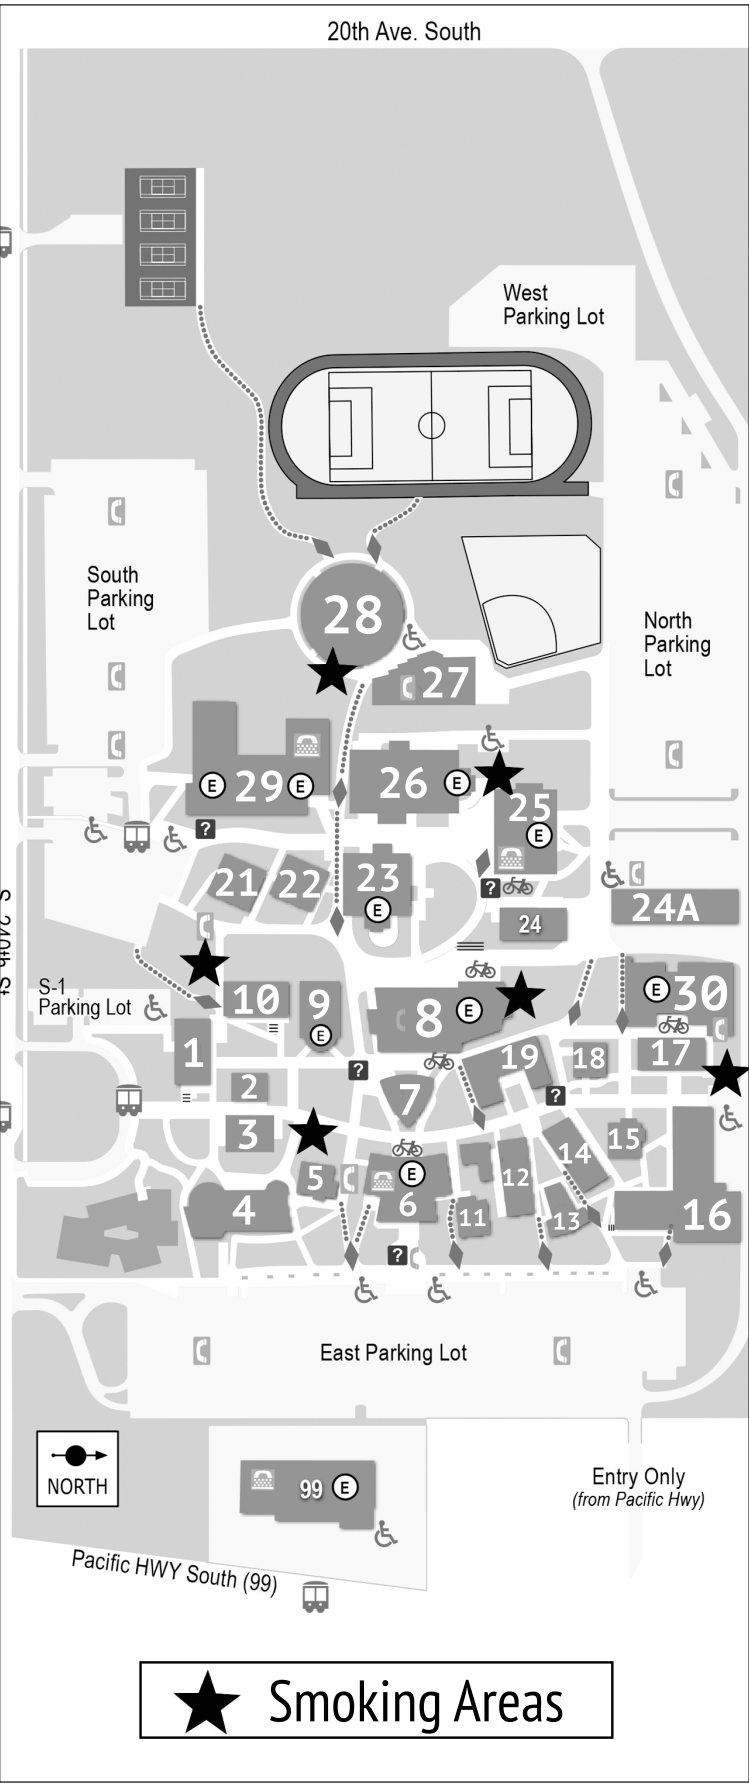 20th Ave. South
West
Parking Lot
South
Parking
Lot
North
Parking
Lot
28
27
E
29
E
26
E
25
E
?
21
22
23
E
?
24
24A
S. 240th St
S-1
Parking Lot
10
9
E
8
E
E
30
1
2
3
?
7
19
18
17
?
5
4
E
6
11
12
13
14
15
16
?
East Parking Lot
NORTH
99
E
Entry Only
(from Pacific Hwy)
Pacific HWY South (99)
Smoking Areas